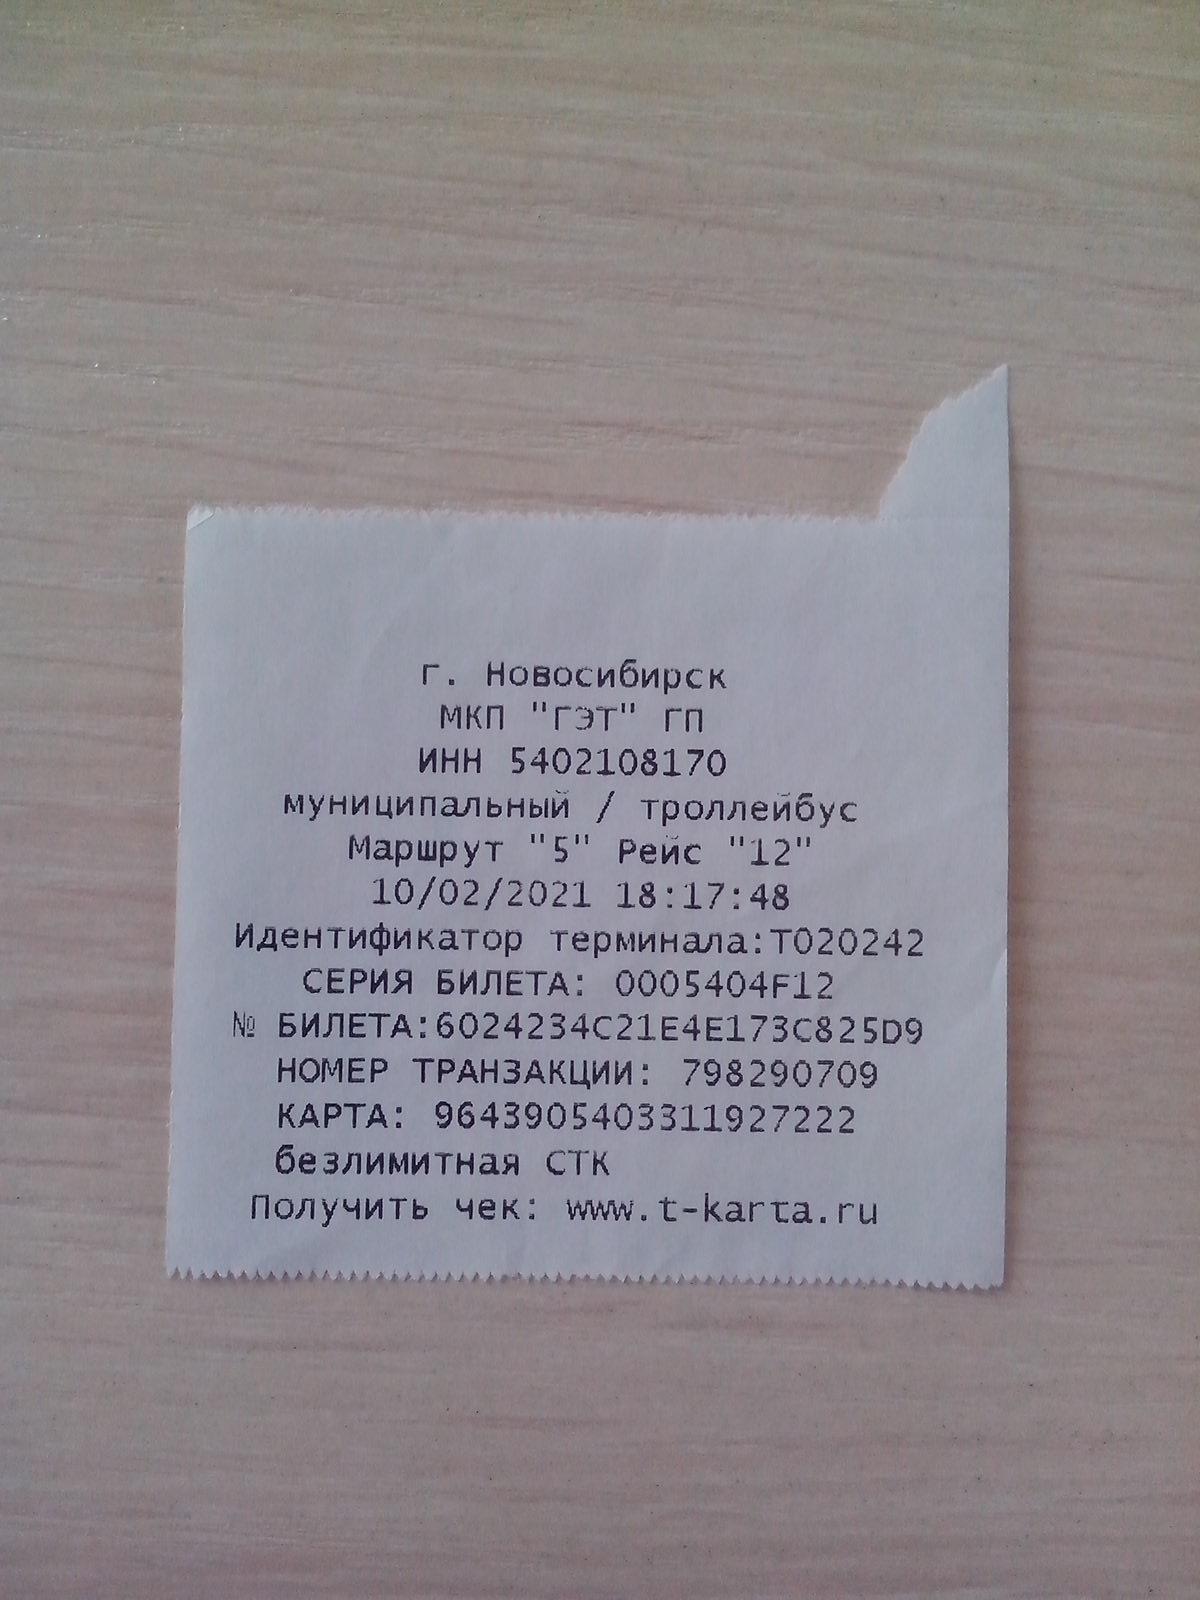 г. Новосибирск
МКП "ГЭТ" ГП
ИНН 5402108170
муниципальный / троллейбус
Маршрут "5" Рейс "12"
10/02/2021 18:17:48
Идентификатор терминала:T020242
СЕРИЯ БИЛЕТА: 0005404F12
№ БИЛЕТА:6024234C21E4E173C825D9
НОМЕР ТРАНЗАКЦИИ: 798290709
КАРТА: 9643905403311927222
безлимитная СТК
Получить чек: www.t-karta.ru